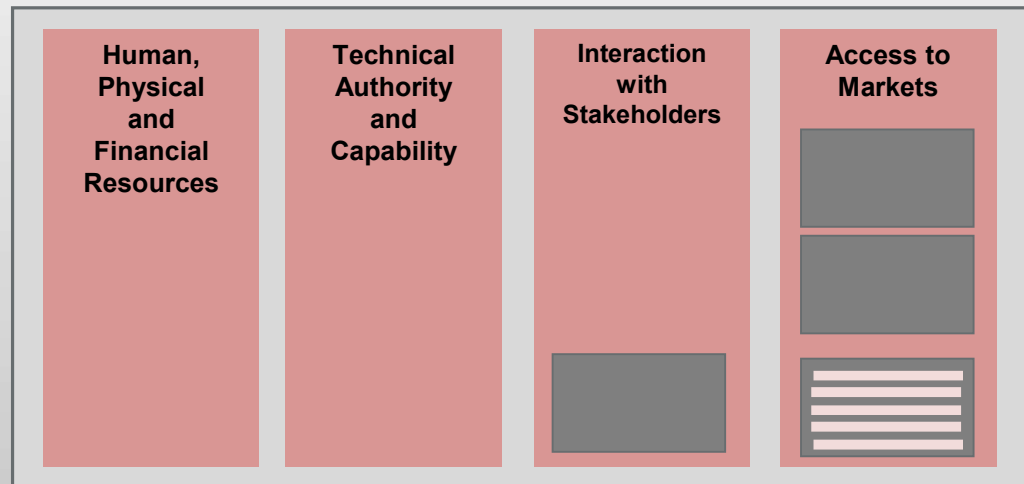 Human,
Physical
and
Financial
Resources
Technical
Authority
and
Capability
Interaction
with
Stakeholders
Access to
Markets